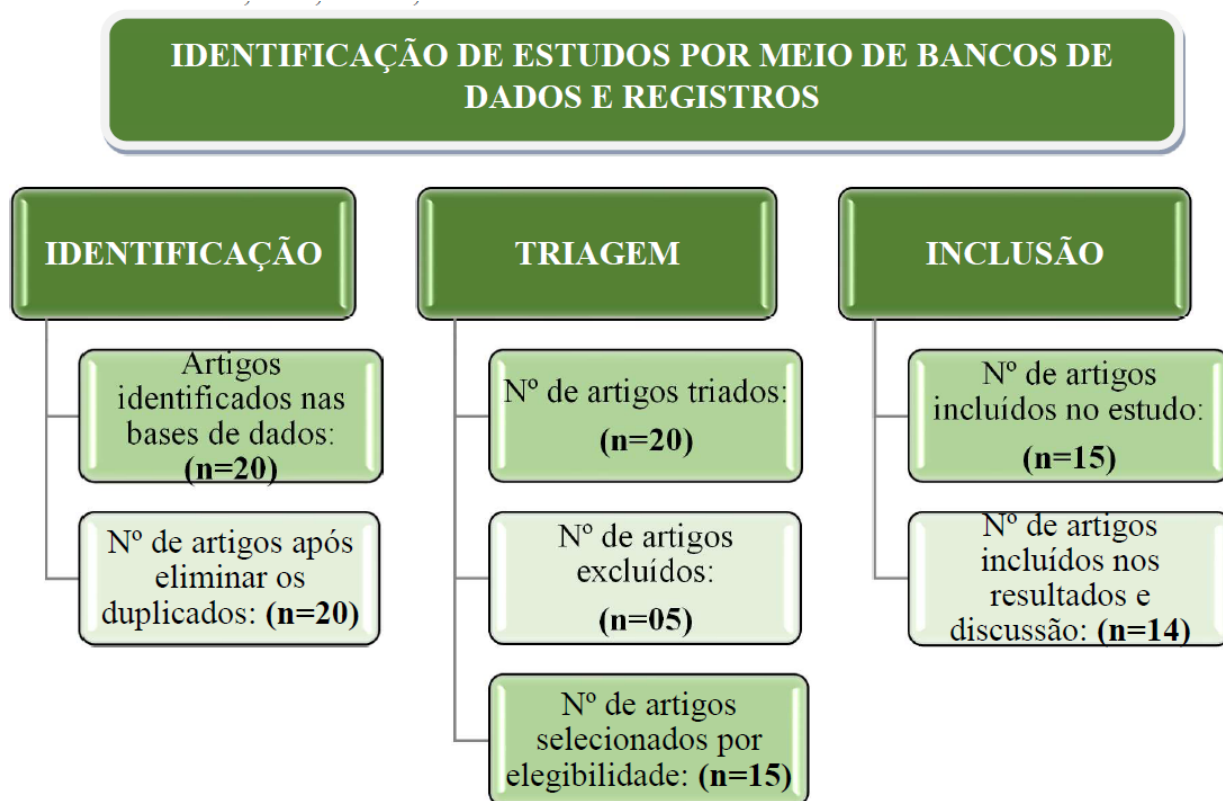 IDENTIFICAÇÃO DE ESTUDOS POR MEIO DE BANCOS DE
DADOS E REGISTROS
IDENTIFICAÇÃO
Artigos
identificados nas
bases de dados:
(n=20)
Nº de artigos após
eliminar os
duplicados: (n=20)
TRIAGEM
Nº de artigos triados:
(n=20)
Nº de artigos
excluídos:
(n=05)
Nº de artigos
selecionados por
elegibilidade: (n=15)
INCLUSÃO
Nº de artigos
incluídos no estudo:
(n=15)
Nº de artigos
incluídos nos
resultados e
discussão: (n=14)